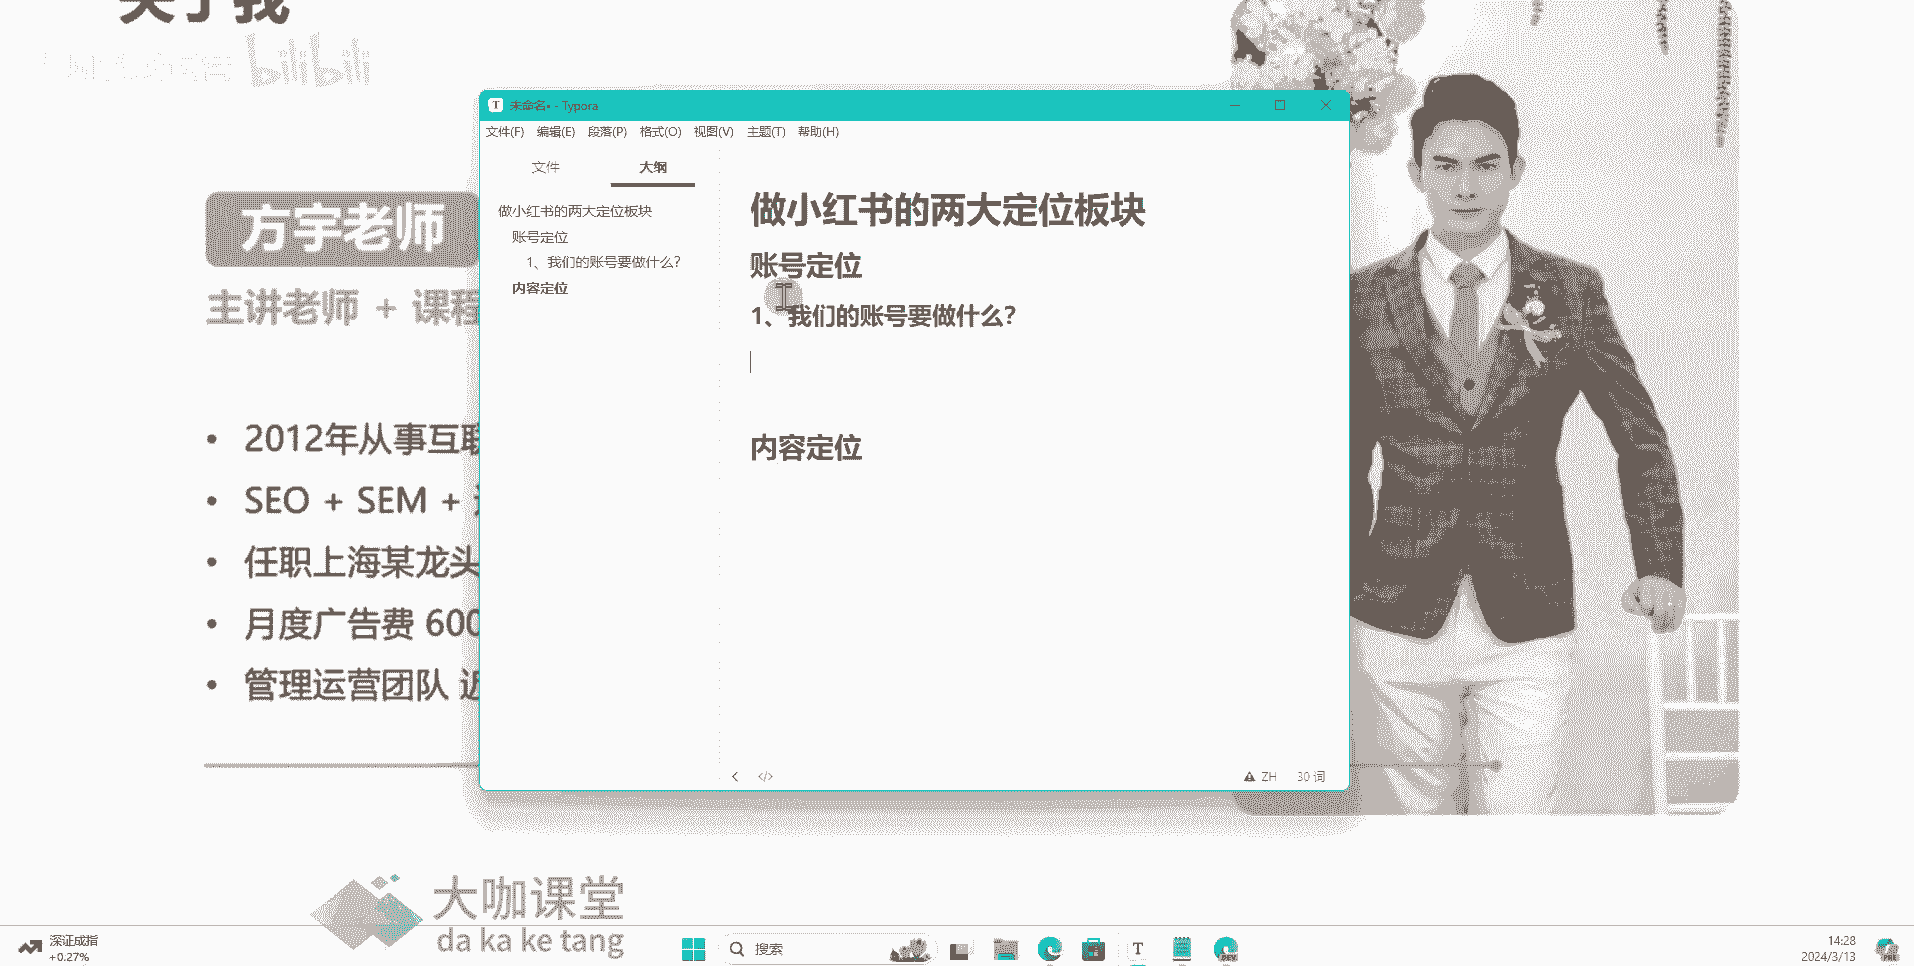 关于我
bilibili
未命名• - Typora
文件(F) 编辑(E) 段落(P) 格式(O) 视图(V) 主题(T) 帮助(H)
文件 大纲
做小红书的两大定位板块
账号定位
1、我们的账号要做什么?
内容定位
做小红书的两大定位板块
账号定位
1、我们的账号要做什么?
内容定位
</> ZH 30 词
方宇老师
主讲老师 + 课程
2012年从事互联
SEO + SEM +
任职上海某龙头
月度广告费 600
管理运营团队 近
大咖课堂
da ka ke tang
深证成指
+0.27%
搜索
T
DEV
14:28
2024/3/13
PRE